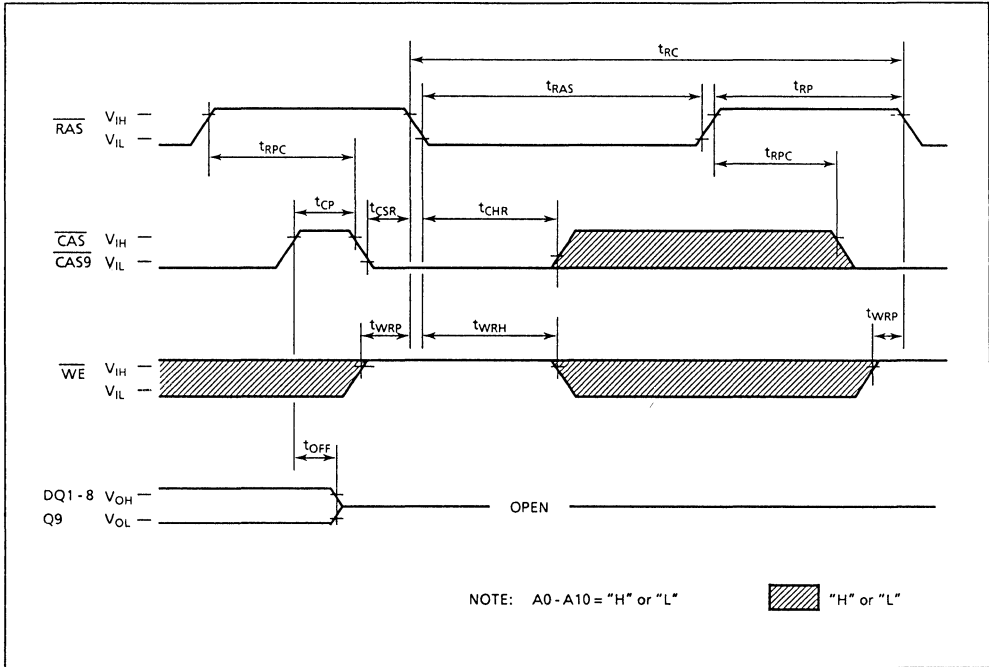 tRC
tRAS
tRP
RAS VIH
VIL
tRPC
tRPC
tCP
tCSR
tCHR
CAS VIH
CAS9 VIL
tWRP
tWRH
tWRP
WE VIH
VIL
tOFF
DQ1 - 8 VOH
Q9 VOL
OPEN
NOTE: A0 - A10 = "H" or "L"
"H" or "L"